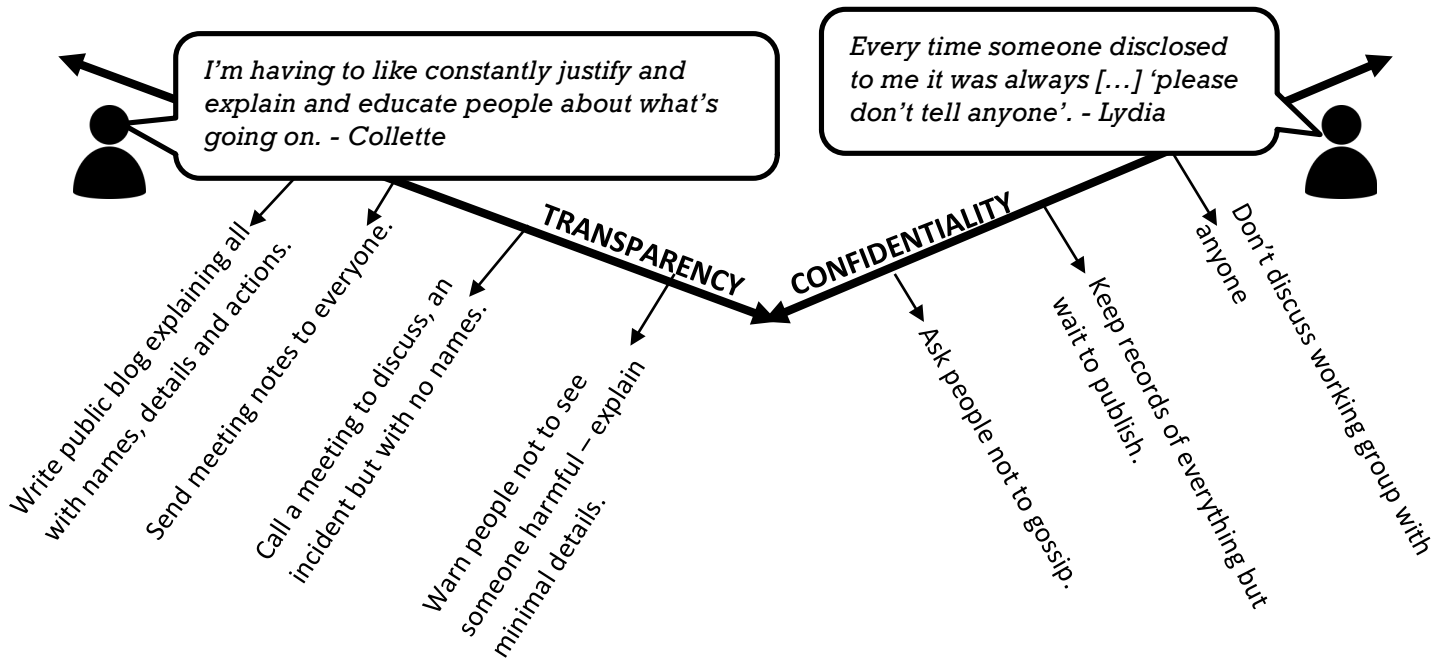 I'm having to like constantly justify and
explain and educate people about what's
going on. - Collette
Every time someone disclosed
to me it was always [...] 'please
don't tell anyone'. - Lydia
TRANSPARENCY
CONFIDENTIALITY
Write public blog explaining all
with names, details and actions.
Send meeting notes to everyone.
Call a meeting to discuss, an
incident but with no names.
Warn people not to see
someone harmful – explain
minimal details.
Ask people not to gossip.
Keep records of everything but
wait to publish.
Don't discuss working group with
anyone